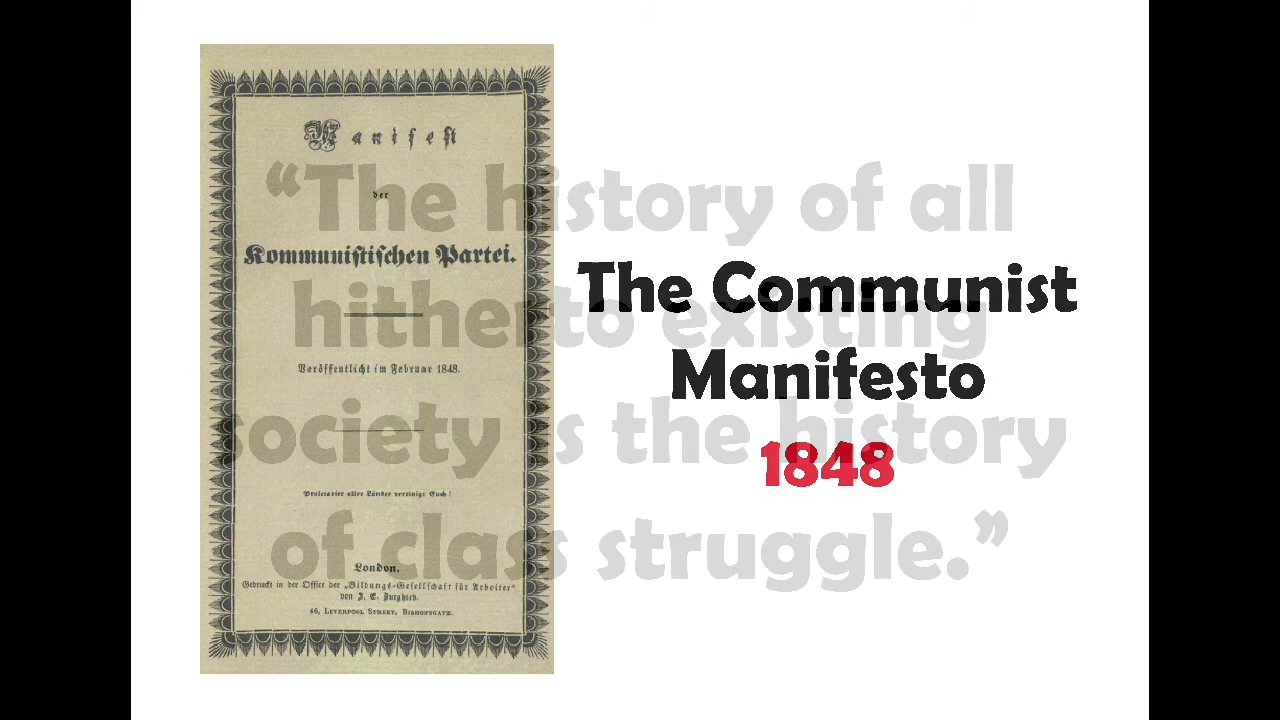 Manifest
der
Kommunistischen Partei.
Veröffentlicht im Februar 1848.
Proletarier aller Länder vereinigt Euch!
London.
Gedruckt in der Office der „Bildungs-Gesellschaft für Arbeiter"
von J. E. Burghard.
46, Liverpool Street, Bishopsgate.
The Communist
Manifesto
1848
“The history of all
hitherto existing
society is the history
of class struggle.”